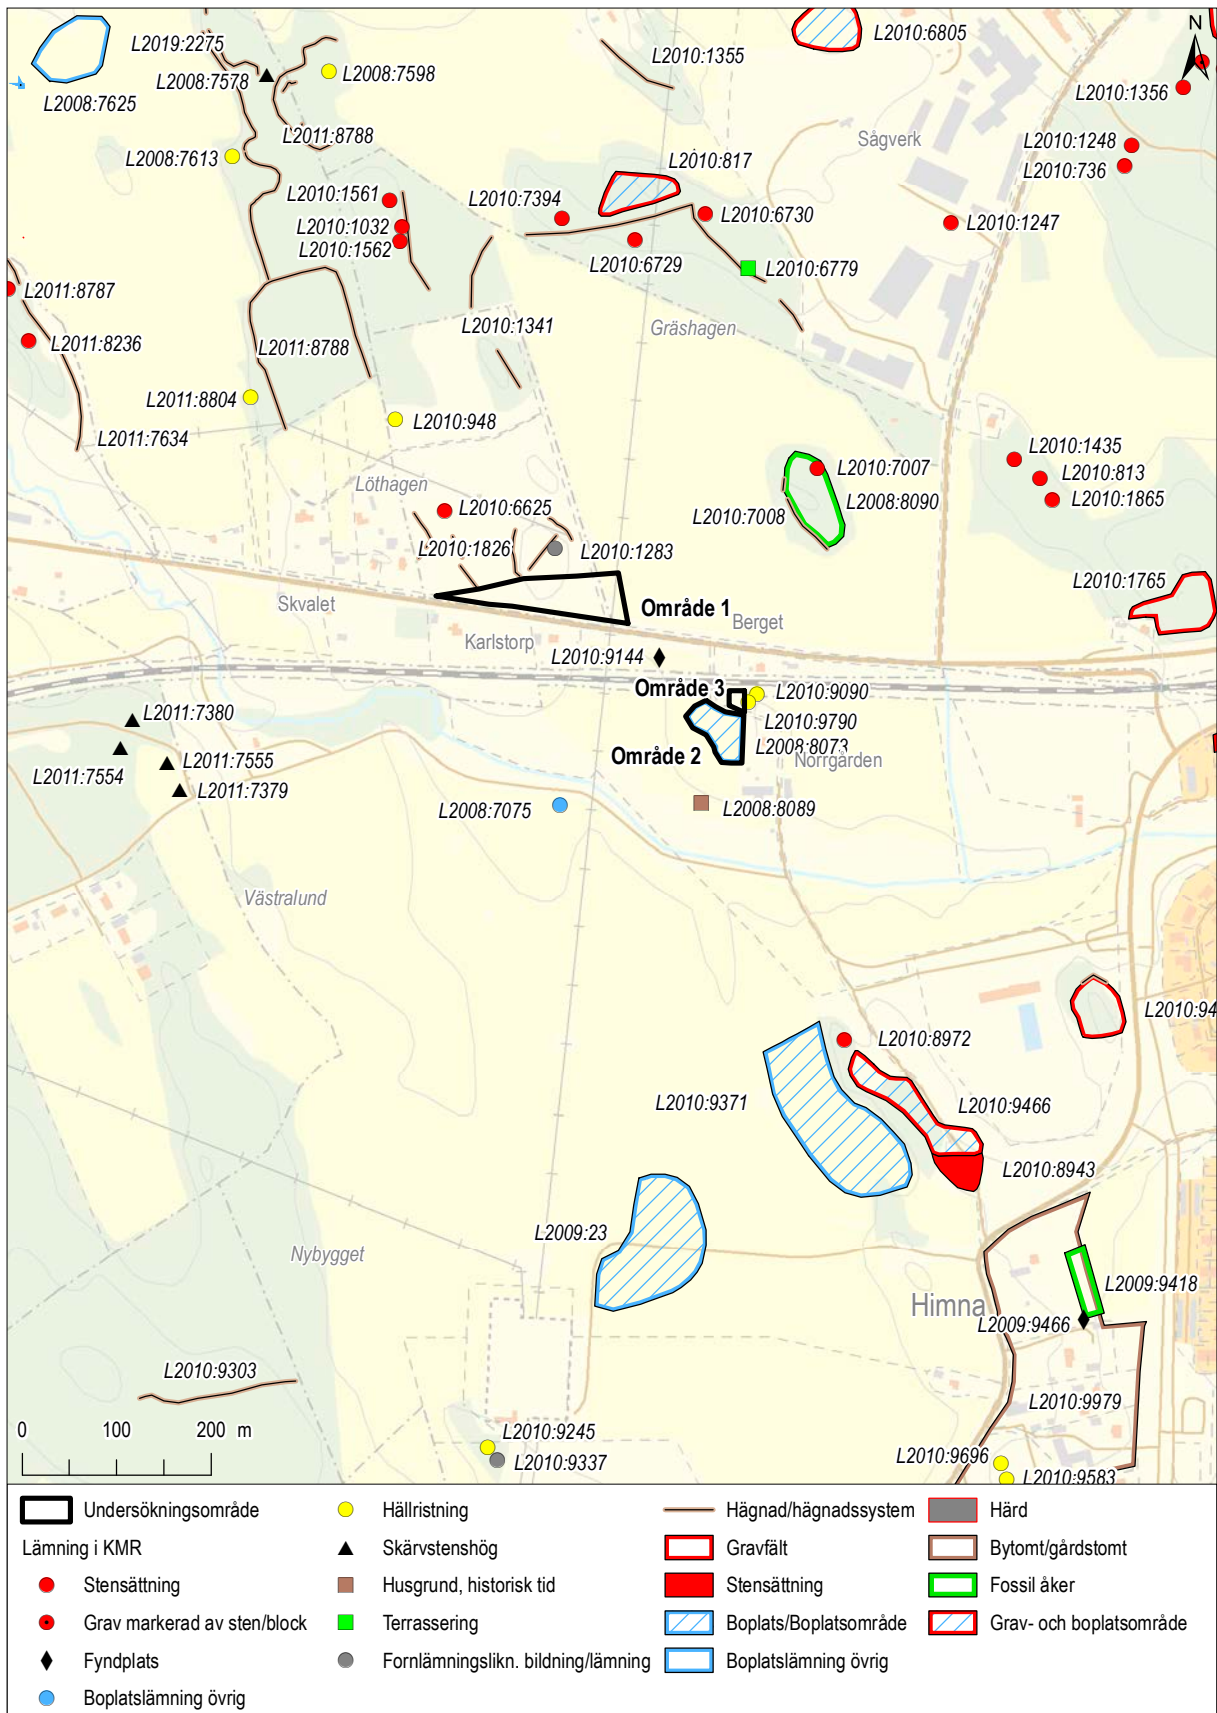 L2019:2275
L2010:6805
N
L2008:7578
L2008:7598
L2010:1355
L2008:7625
L2010:1356
L2011:8788
Sågverk
L2010:1248
L2008:7613
L2010:817
L2010:736
L2010:1561
L2010:7394
L2010:6730
L2010:1032
L2010:1247
L2010:1562
L2010:6729
L2010:6779
L2011:8787
L2010:1341
Gräshagen
L2011:8236
L2011:8788
L2011:8804
L2010:948
L2011:7634
L2010:1435
L2010:7007
L2010:813
Löthagen
L2008:8090
L2010:1865
L2010:6625
L2010:7008
L2010:1826
L2010:1283
L2010:1765
Skvalet
Område 1
Berget
Karlstorp
L2010:9144
Område 3
L2010:9090
L2011:7380
L2010:9790
L2008:8073
Område 2
Norrgården
L2011:7555
L2011:7554
L2011:7379
L2008:7075
L2008:8089
Västralund
L2010:94
L2010:8972
L2010:9371
L2010:9466
L2010:8943
L2009:23
Nybygget
L2009:9418
Himna
L2009:9466
L2010:9303
L2010:9979
0 100 200 m
L2010:9245
L2010:9337
L2010:9696
L2010:9583
Undersökningsområde
Hällristning
Hägnad/hägnadssystem
Härd
Lämning i KMR
Skärvstenshög
Gravfält
Bytomt/gårdstomt
Stensättning
Husgrund, historisk tid
Stensättning
Fossil åker
Grav markerad av sten/block
Terrassering
Boplats/Boplatsområde
Grav- och boplatsområde
Fyndplats
Fornlämningslikn. bildning/lämning
Boplatslämning övrig
Boplatslämning övrig